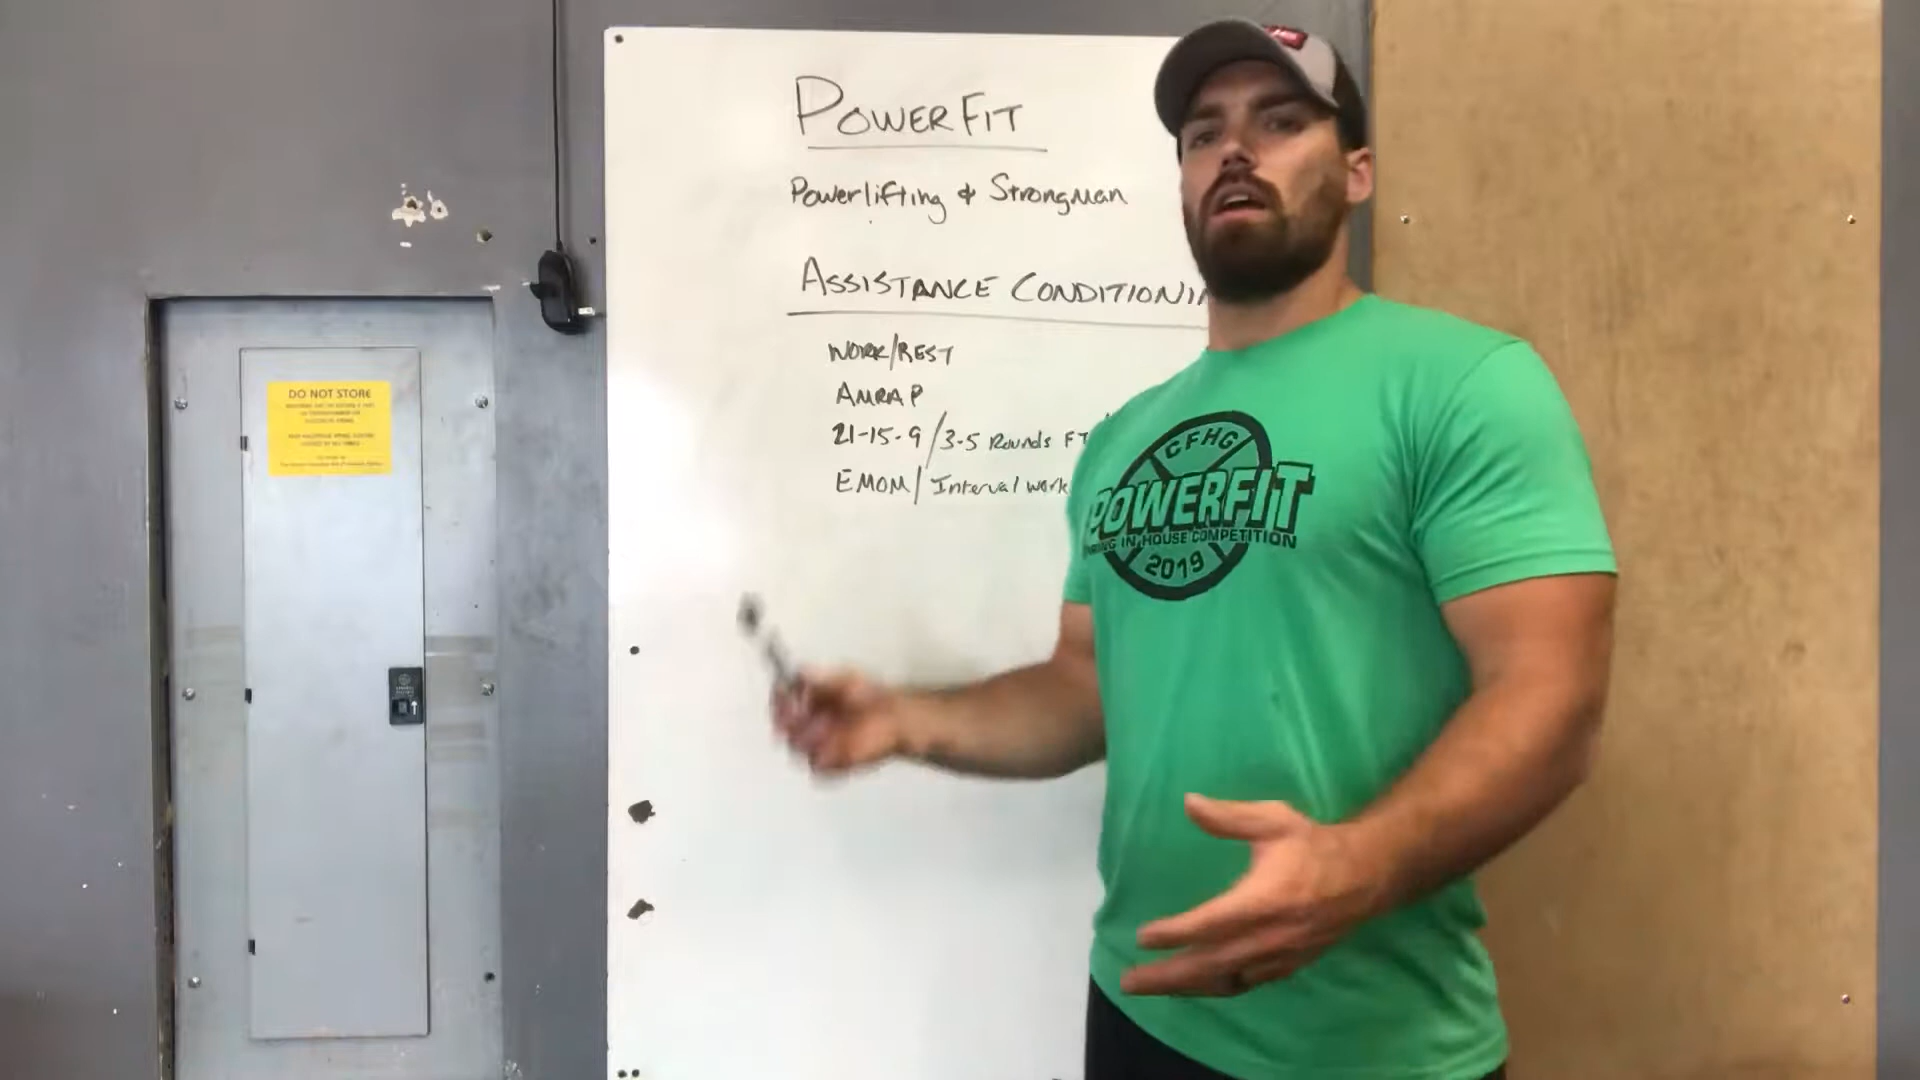 POWERFIT
Powerlifting & Strongman
ASSISTANCE CONDITIONIN
WORK/REST
AMRAP
21-15-9/3-5 Rounds FT
EMOM/Interval work
DO NOT STORE
CFHG
POWERFIT
IN HOUSE COMPETITION
2019